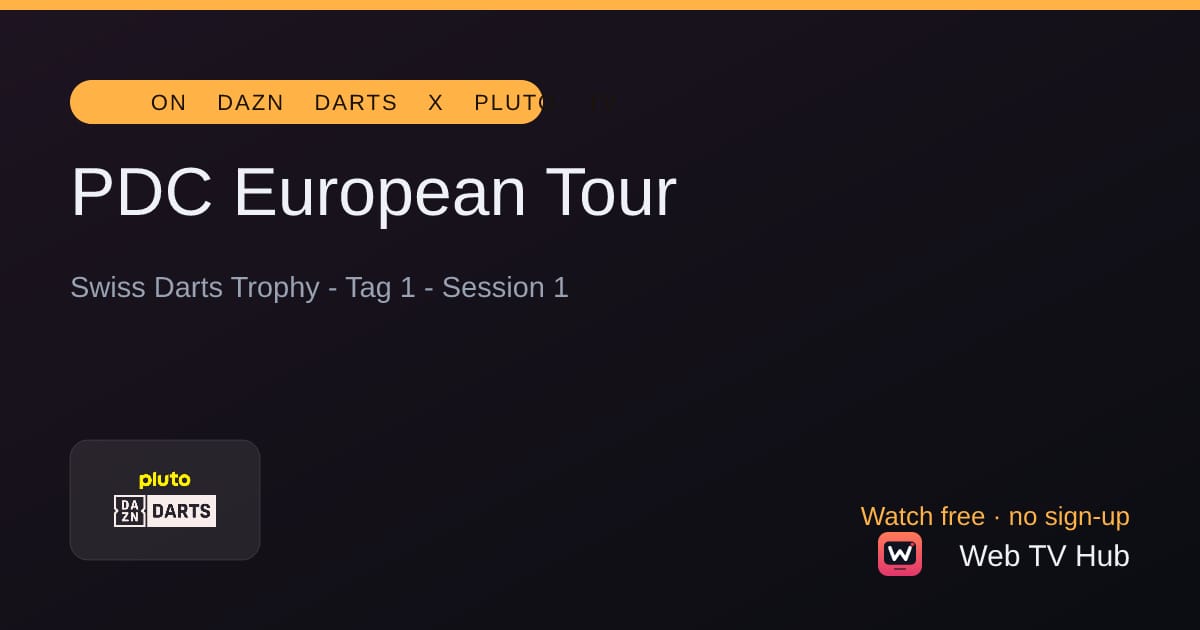 ON DAZN DARTS X PLUTO TV
PDC European Tour
Swiss Darts Trophy - Tag 1 - Session 1
pluto
DA
ZN
DARTS
Watch free · no sign-up
W
Web TV Hub